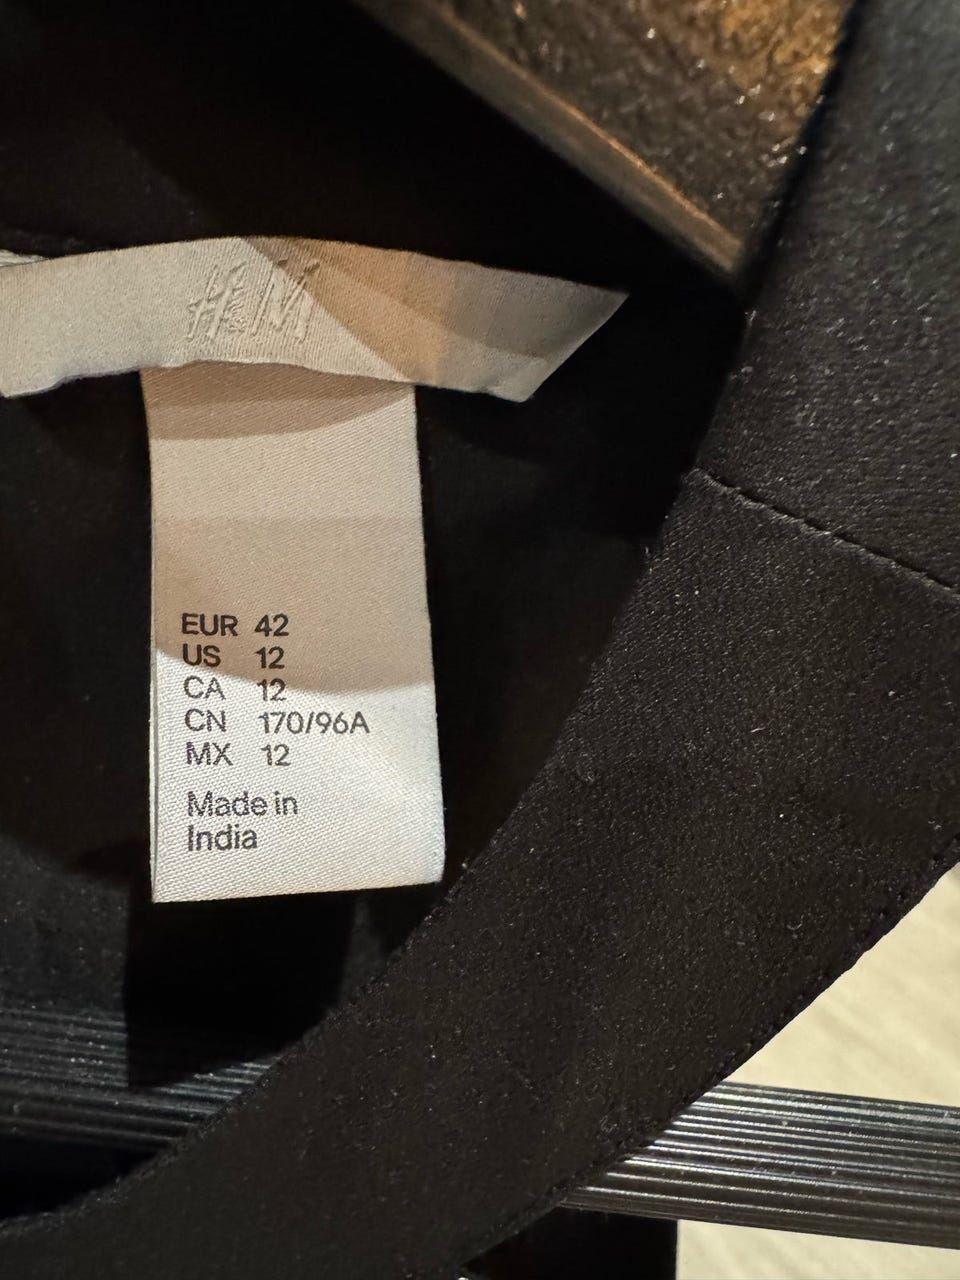 H&M
EUR 42
US 12
CA 12
CN 170/96A
MX 12
Made in
India